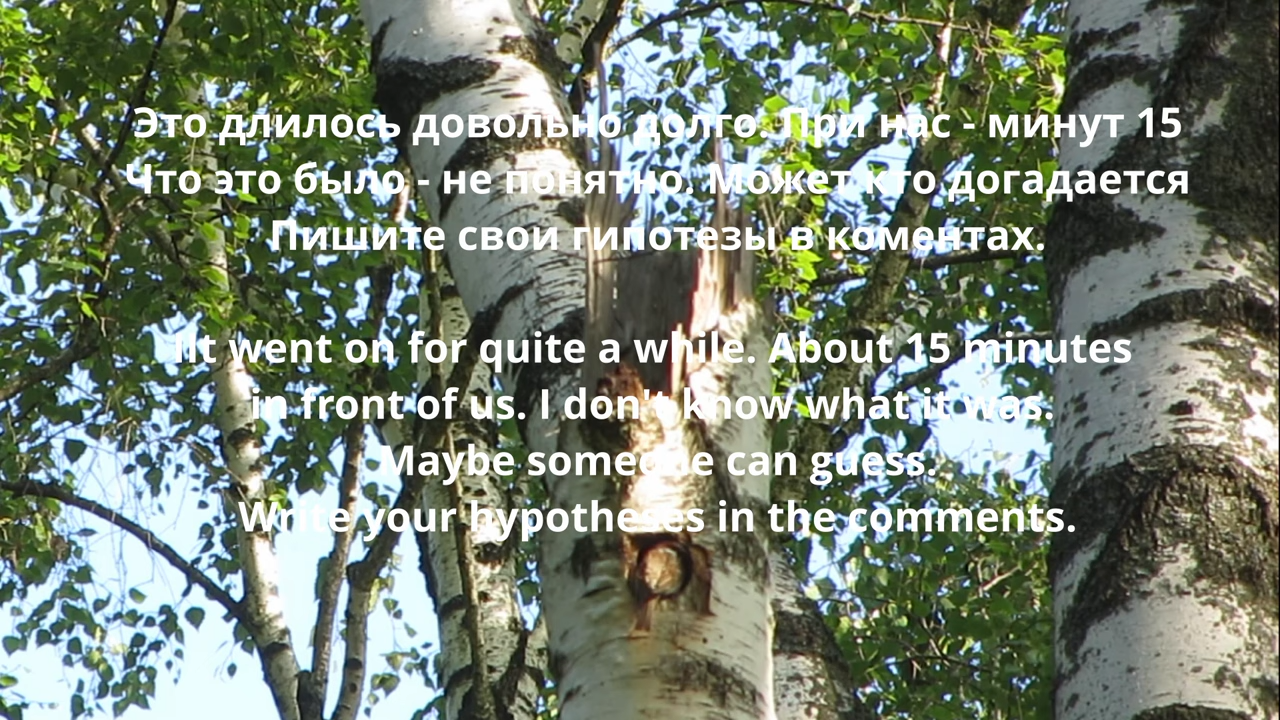 Это длилось довольно долго. При нас - минут 15
Что это было - не понятно. Может кто догадается
Пишите свои гипотезы в коментах.
IIt went on for quite a while. About 15 minutes
in front of us. I don't know what it was.
Maybe someone can guess.
Write your hypotheses in the comments.